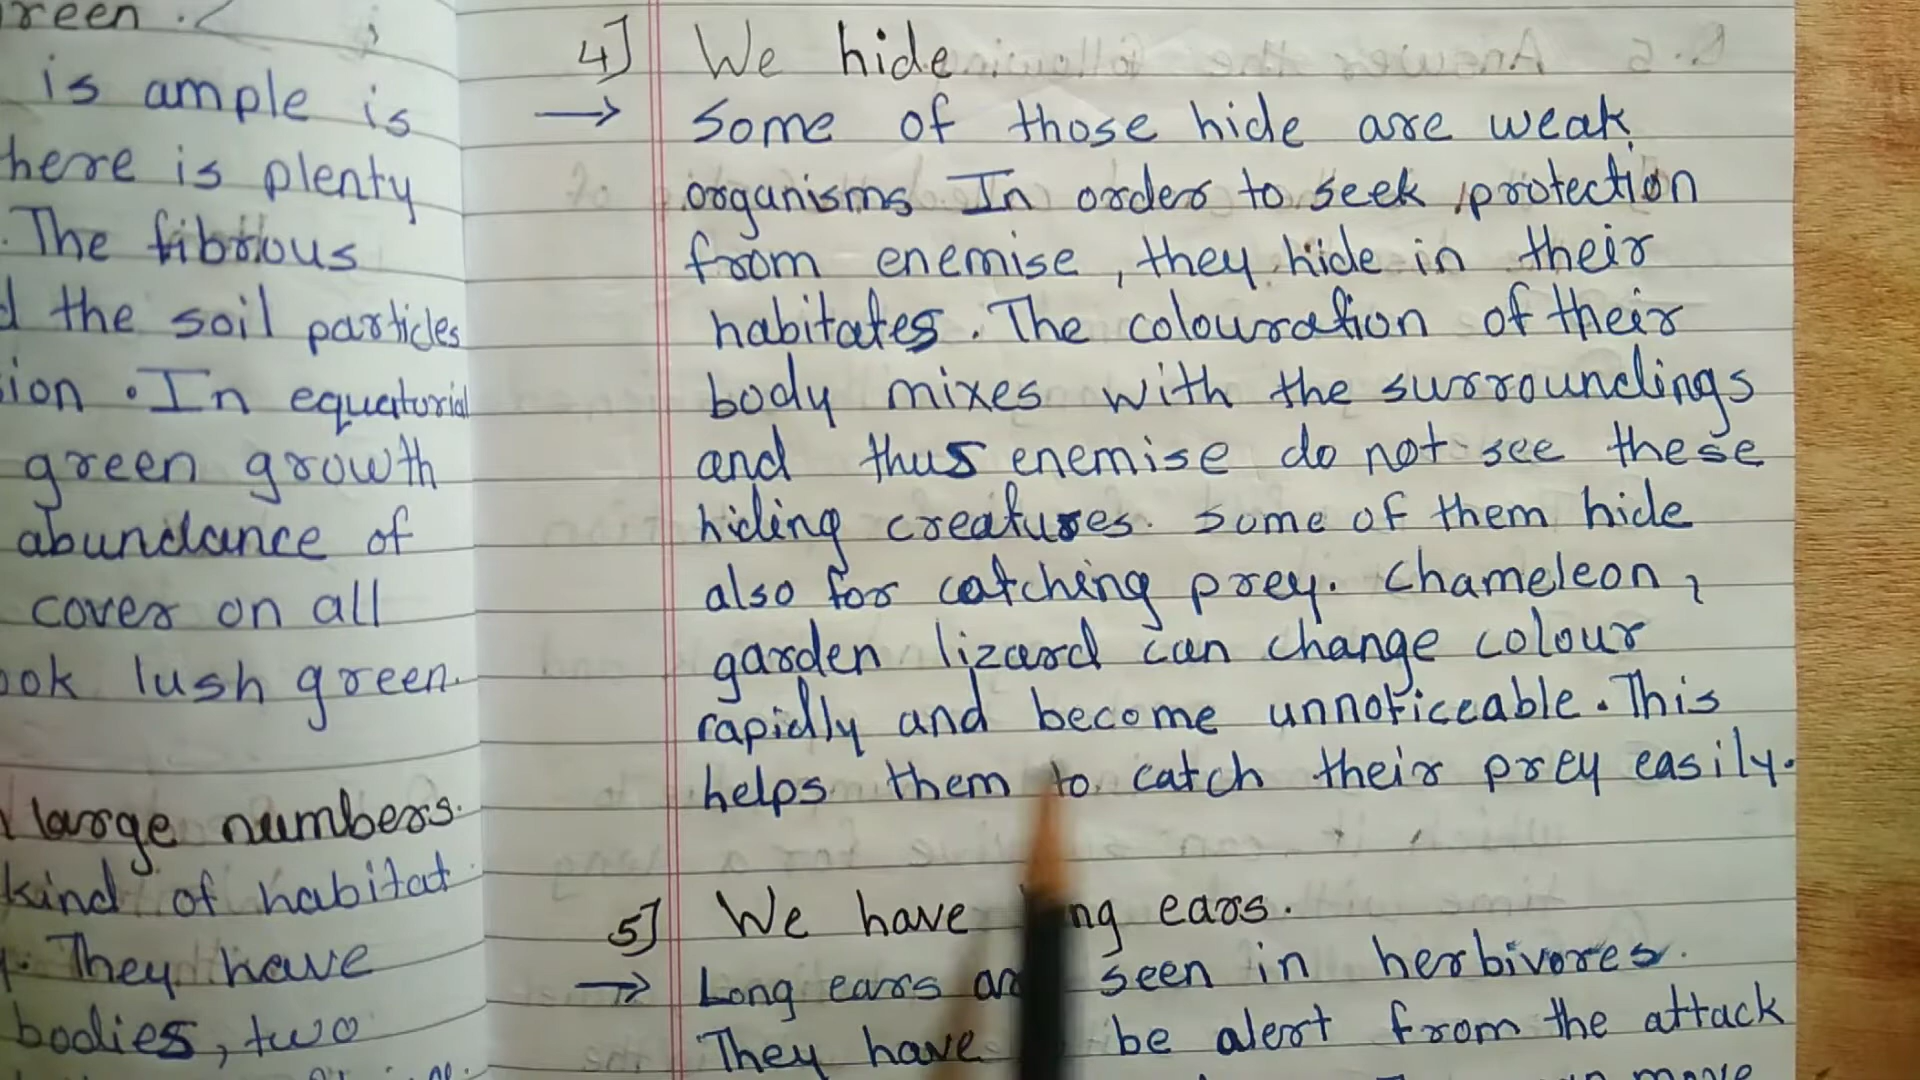 reen.
is ample is
here is plenty
. The fibrous
d the soil particles
ion. In equatorial
green growth
abundance of
cover on all
ook lush green.
large numbers.
kind of habitat
. They have
bodies, two
4] We hide
→ Some of those hide are weak
organisms In order to seek protection
from enemise, they hide in their
habitates. The colouration of their
body mixes with the surroundings
and thus enemise do not see these
hiding creatures. some of them hide
also for catching prey. Chameleon,
garden lizard can change colour
rapidly and become unnoticeable. This
helps them to catch their prey easily.
5] We have ng ears.
→ Long ears a seen in herbivores.
They have be alert from the attack
move